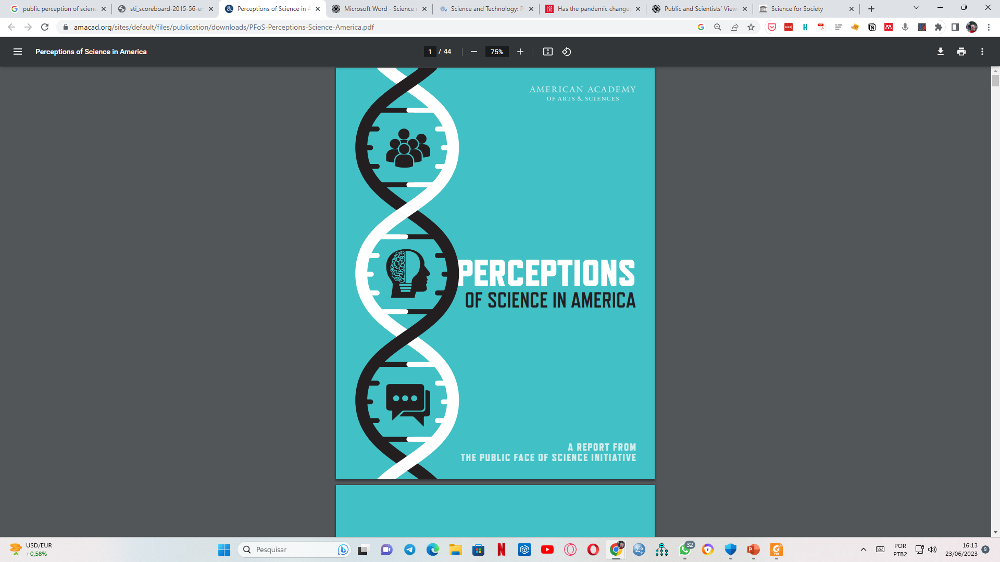 public perception of scienc
sti_scoreboard-2015-56-en
Perceptions of Science in A
Microsoft Word - Science r
Science and Technology: P
Has the pandemic changed
Public and Scientists' View
Science for Society
amacad.org/sites/default/files/publication/downloads/PFoS-Perceptions-Science-America.pdf
Perceptions of Science in America
1 / 44
75%
AMERICAN ACADEMY
OF ARTS & SCIENCES
PERCEPTIONS
OF SCIENCE IN AMERICA
A REPORT FROM
THE PUBLIC FACE OF SCIENCE INITIATIVE
USD/EUR
+0,58%
Pesquisar
32
POR
PTB2
16:13
23/06/2023
9